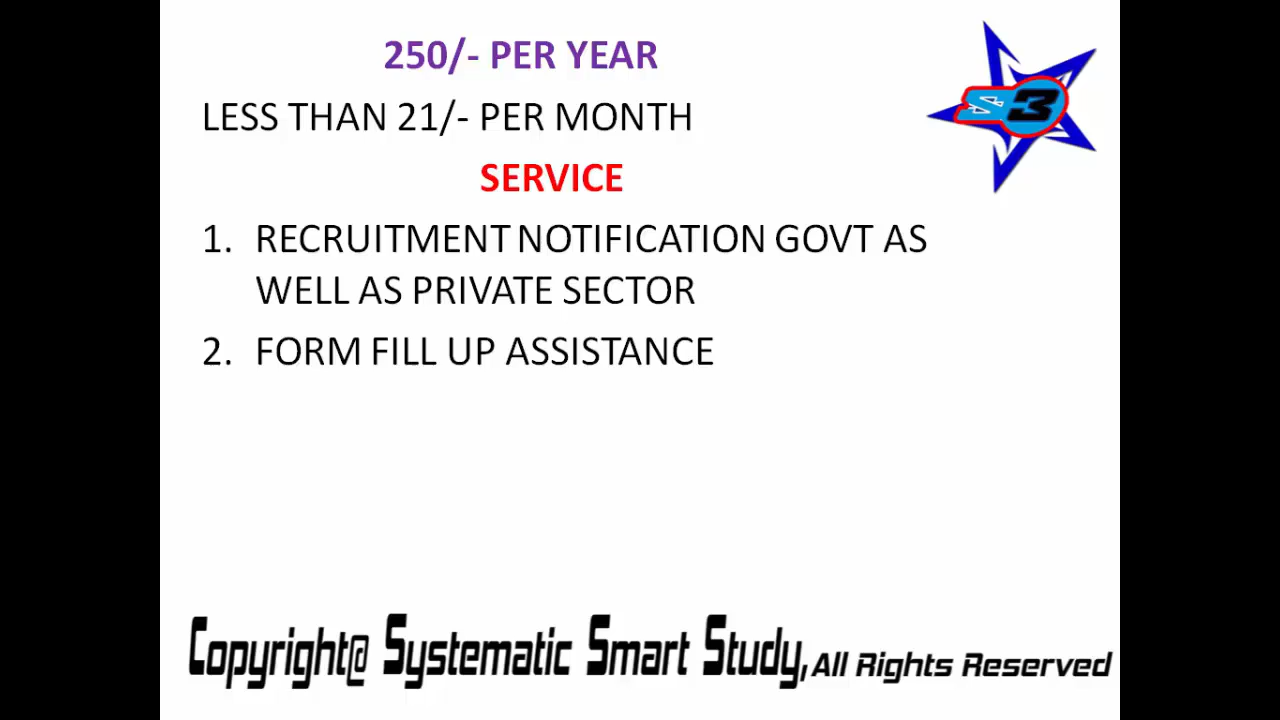 250/- PER YEAR
LESS THAN 21/- PER MONTH
SERVICE
1. RECRUITMENT NOTIFICATION GOVT AS
WELL AS PRIVATE SECTOR
2. FORM FILL UP ASSISTANCE
S3
Copyright@ Systematic Smart Study, All Rights Reserved